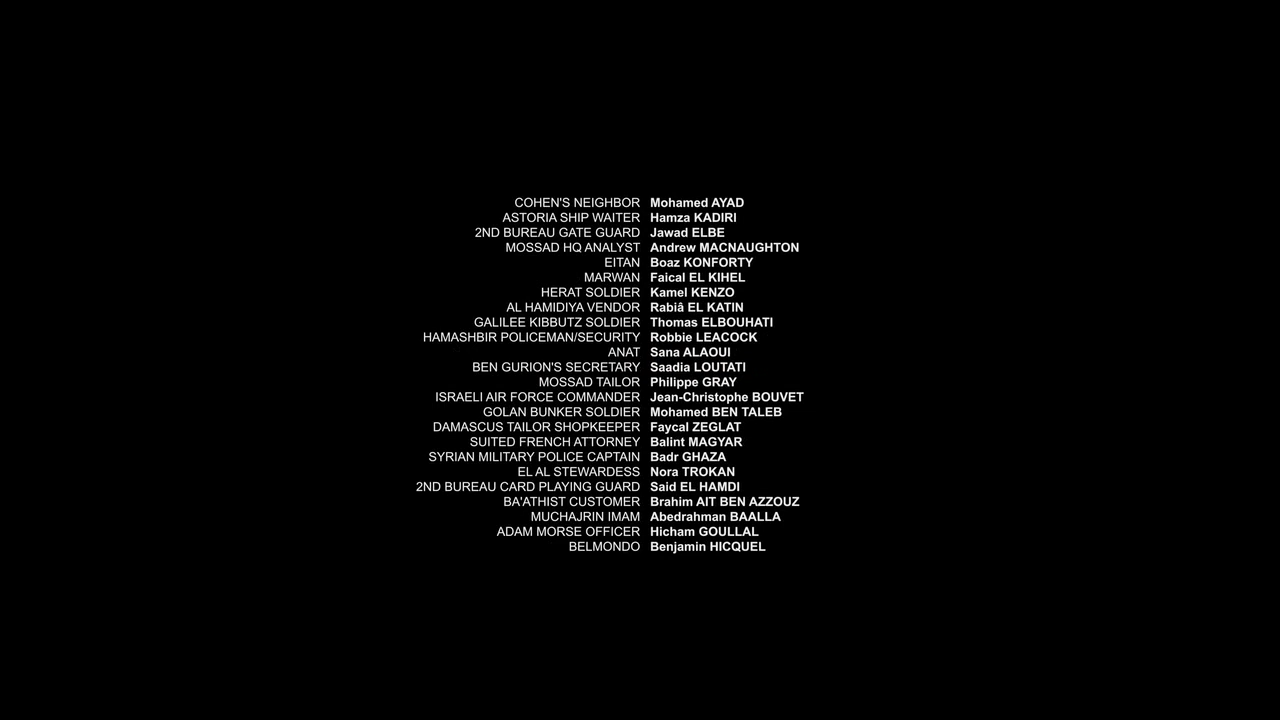 COHEN'S NEIGHBOR Mohamed AYAD
ASTORIA SHIP WAITER Hamza KADIRI
2ND BUREAU GATE GUARD Jawad ELBE
MOSSAD HQ ANALYST Andrew MACNAUGHTON
EITAN Boaz KONFORTY
MARWAN Faical EL KIHEL
HERAT SOLDIER Kamel KENZO
AL HAMIDIYA VENDOR Rabiâ EL KATIN
GALILEE KIBBUTZ SOLDIER Thomas ELBOUHATI
HAMASHBIR POLICEMAN/SECURITY Robbie LEACOCK
ANAT Sana ALAOUI
BEN GURION'S SECRETARY Saadia LOUTATI
MOSSAD TAILOR Philippe GRAY
ISRAELI AIR FORCE COMMANDER Jean-Christophe BOUVET
GOLAN BUNKER SOLDIER Mohamed BEN TALEB
DAMASCUS TAILOR SHOPKEEPER Faycal ZEGLAT
SUITED FRENCH ATTORNEY Balint MAGYAR
SYRIAN MILITARY POLICE CAPTAIN Badr GHAZA
EL AL STEWARDESS Nora TROKAN
2ND BUREAU CARD PLAYING GUARD Said EL HAMDI
BA'ATHIST CUSTOMER Brahim AIT BEN AZZOUZ
MUCHAJRIN IMAM Abedrahman BAALLA
ADAM MORSE OFFICER Hicham GOULLAL
BELMONDO Benjamin HICQUEL